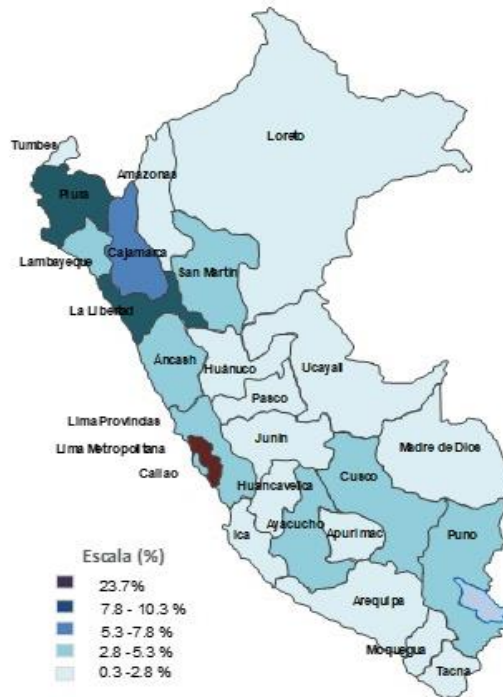 Loreto
Tumbes
Amazonas
Piura
Cajamarca
Lambayeque
San Martín
La Libertad
Áncash
Huánuco
Ucayali
Pasco
Lima Provincias
Junín
Lima Metropolitana
Madre de Dios
Callao
Cusco
Huancavelica
Ayacucho
Apurímac
Puno
Ica
Arequipa
Moquegua
Tacna
Escala (%)
23.7%
7.8 - 10.3 %
5.3 - 7.8 %
2.8 - 5.3 %
0.3 - 2.8 %